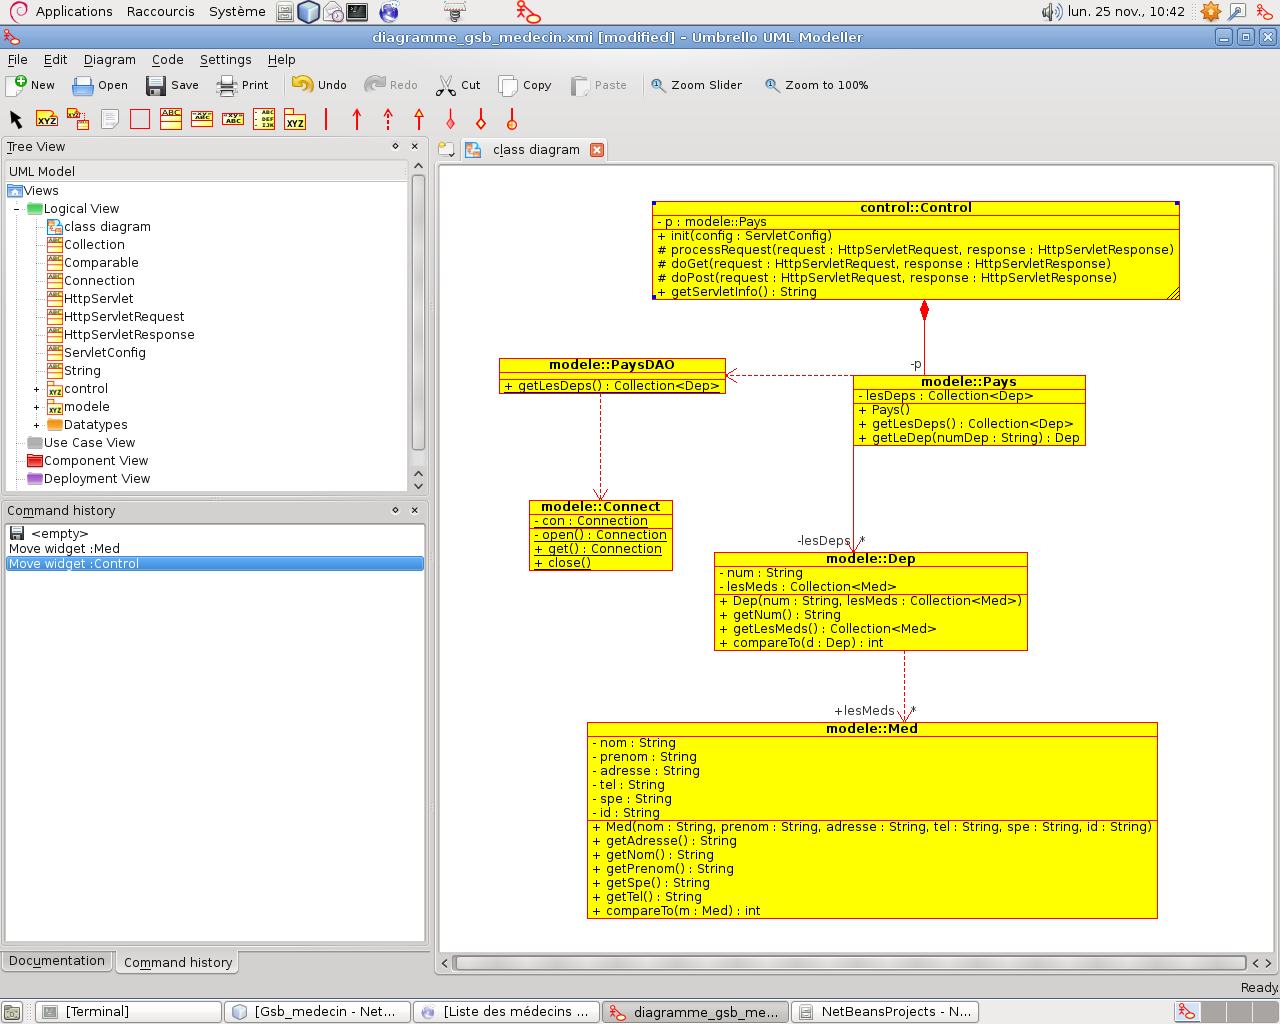 Applications Raccourcis Système lun. 25 nov., 10:42
diagramme_gsb_medecin.xmi [modified] – Umbrello UML Modeller
File Edit Diagram Code Settings Help
New Open Save Print Undo Redo Cut Copy Paste Zoom Slider Zoom to 100%
Tree View
UML Model
Views
Logical View
class diagram
Collection
Comparable
Connection
HttpServlet
HttpServletRequest
HttpServletResponse
ServletConfig
String
control
modele
Datatypes
Use Case View
Component View
Deployment View
Command history
<empty>
Move widget :Med
Move widget :Control
Documentation Command history
class diagram
control::Control
- p : modele::Pays
+ init(config : ServletConfig)
# processRequest(request : HttpServletRequest, response : HttpServletResponse)
# doGet(request : HttpServletRequest, response : HttpServletResponse)
# doPost(request : HttpServletRequest, response : HttpServletResponse)
+ getServletInfo() : String
-p
modele::PaysDAO
+ getLesDeps() : Collection<Dep>
modele::Pays
- lesDeps : Collection<Dep>
+ Pays()
+ getLesDeps() : Collection<Dep>
+ getLeDep(numDep : String) : Dep
modele::Connect
- con : Connection
- open() : Connection
+ get() : Connection
+ close()
-lesDeps *
modele::Dep
- num : String
- lesMeds : Collection<Med>
+ Dep(num : String, lesMeds : Collection<Med>)
+ getNum() : String
+ getLesMeds() : Collection<Med>
+ compareTo(d : Dep) : int
+lesMeds *
modele::Med
- nom : String
- prenom : String
- adresse : String
- tel : String
- spe : String
- id : String
+ Med(nom : String, prenom : String, adresse : String, tel : String, spe : String, id : String)
+ getAdresse() : String
+ getNom() : String
+ getPrenom() : String
+ getSpe() : String
+ getTel() : String
+ compareTo(m : Med) : int
Ready.
[Terminal] [Gsb_medecin - Net... [Liste des médecins ... diagramme_gsb_me... NetBeansProjects - N...